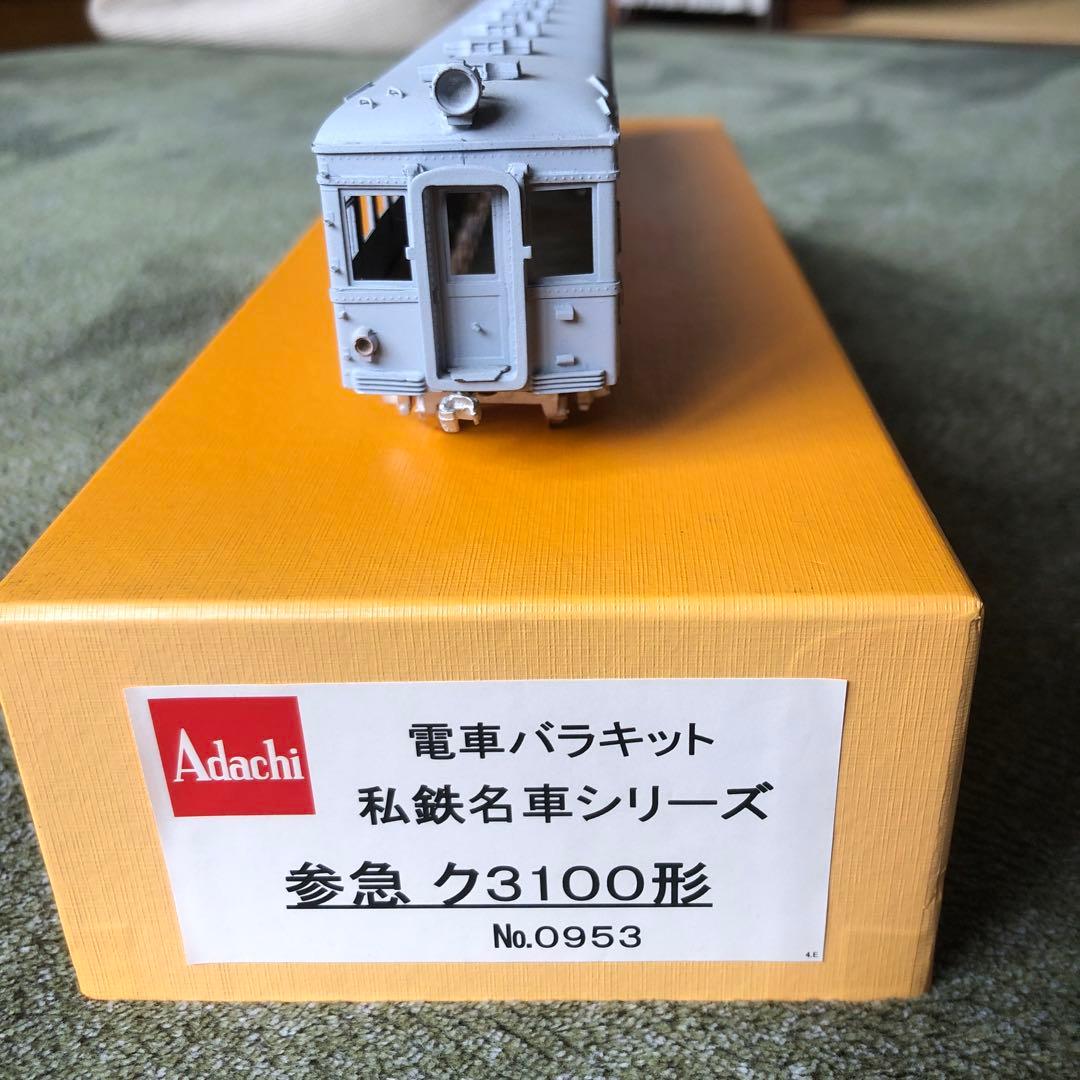 Adachi
電車バラキット
私鉄名車シリーズ
参急 ク3100形
No.0953
4.E